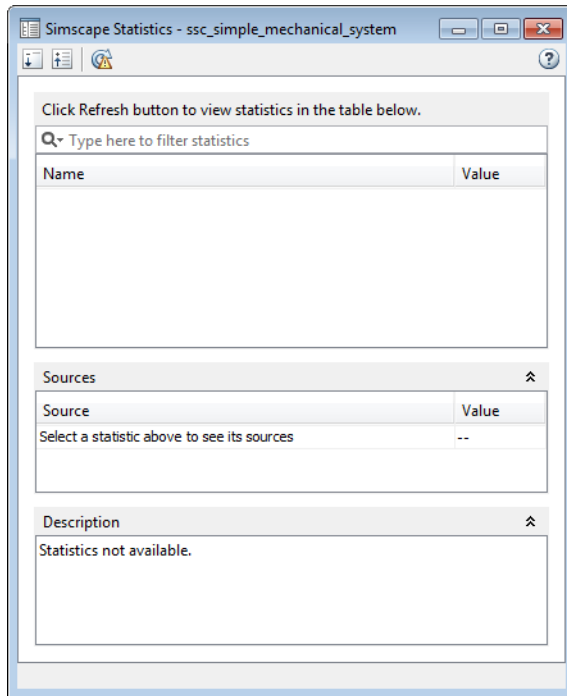 Simscape Statistics - ssc_simple_mechanical_system
Click Refresh button to view statistics in the table below.
Type here to filter statistics
Name Value
Sources
Source Value
Select a statistic above to see its sources --
Description
Statistics not available.